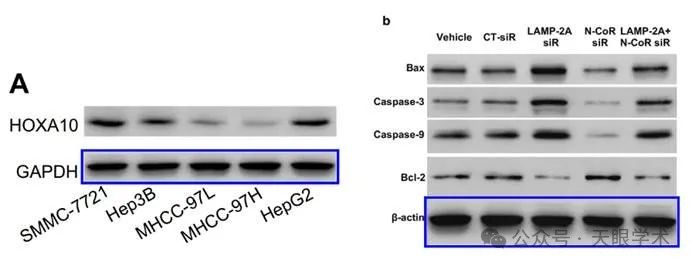 A
HOXA10
GAPDH
SMMC-7721
Hep3B
MHCC-97L
MHCC-97H
HepG2
b
Vehicle
CT-siR
LAMP-2A
siR
N-CoR
siR
LAMP-2A+
N-CoR siR
Bax
Caspase-3
Caspase-9
Bcl-2
β-actin
公众号 · 天眼学术